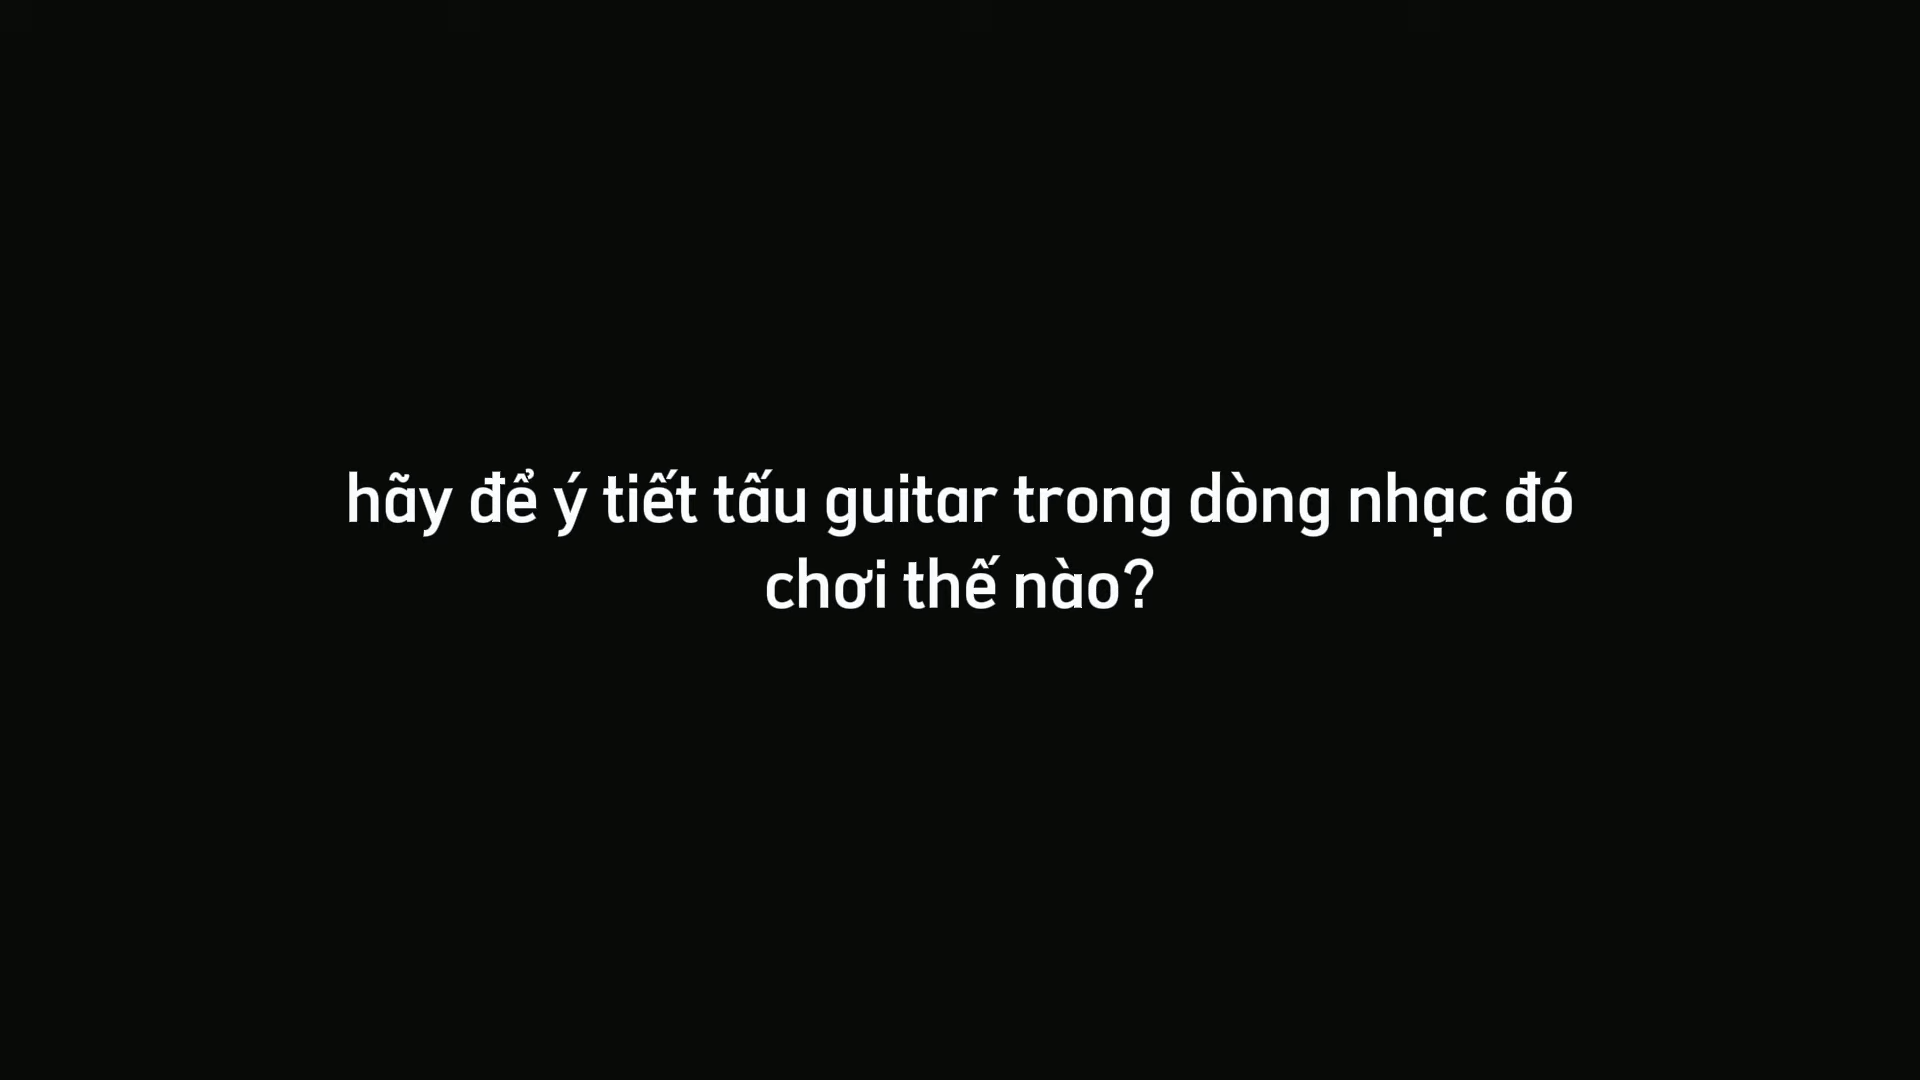 hãy để ý tiết tấu guitar trong dòng nhạc đó
chơi thế nào?